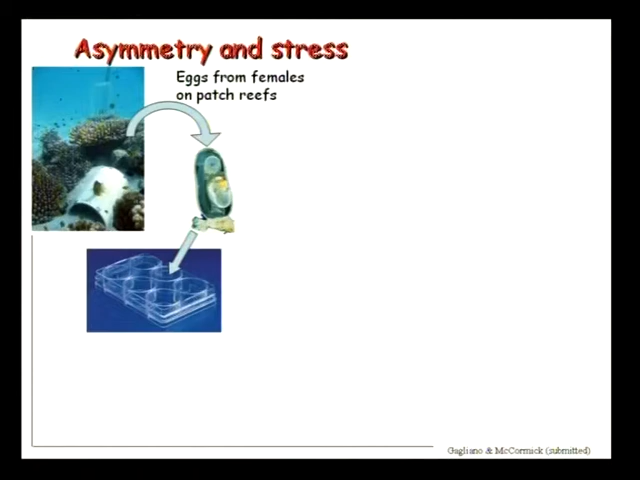 Asymmetry and stress
Eggs from females
on patch reefs
Gagliano & McCormick (submitted)